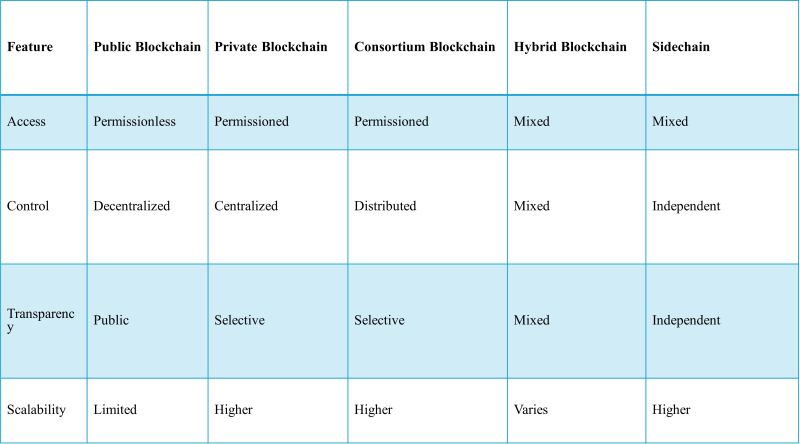 Feature Public Blockchain Private Blockchain Consortium Blockchain Hybrid Blockchain Sidechain
Access Permissionless Permissioned Permissioned Mixed Mixed
Control Decentralized Centralized Distributed Mixed Independent
Transparenc
y Public Selective Selective Mixed Independent
Scalability Limited Higher Higher Varies Higher